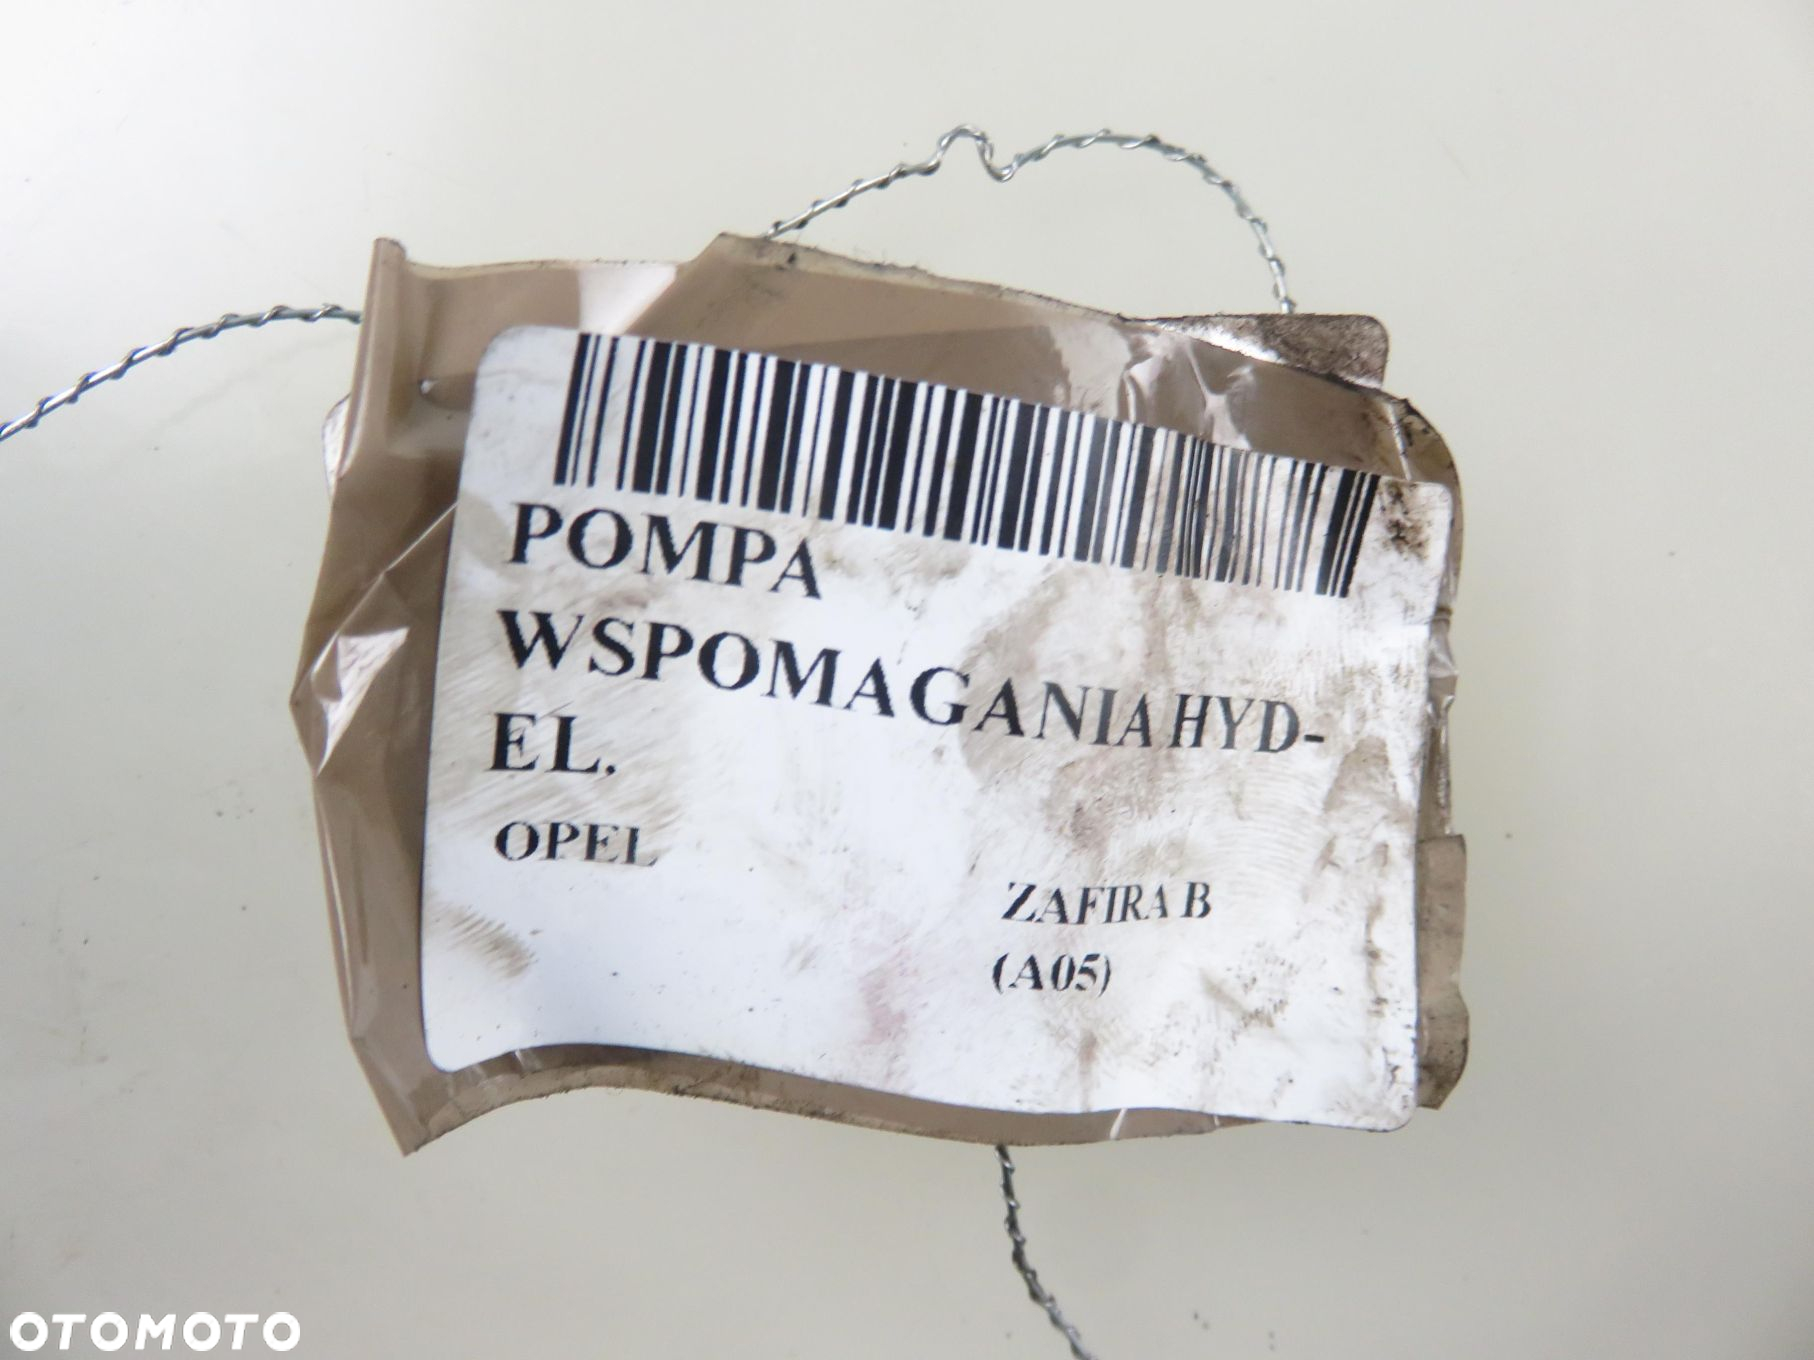 POMPA
WSPOMAGANIA HYD-
EL.
OPEL
ZAFIRA B
(A05)
OTOMOTO